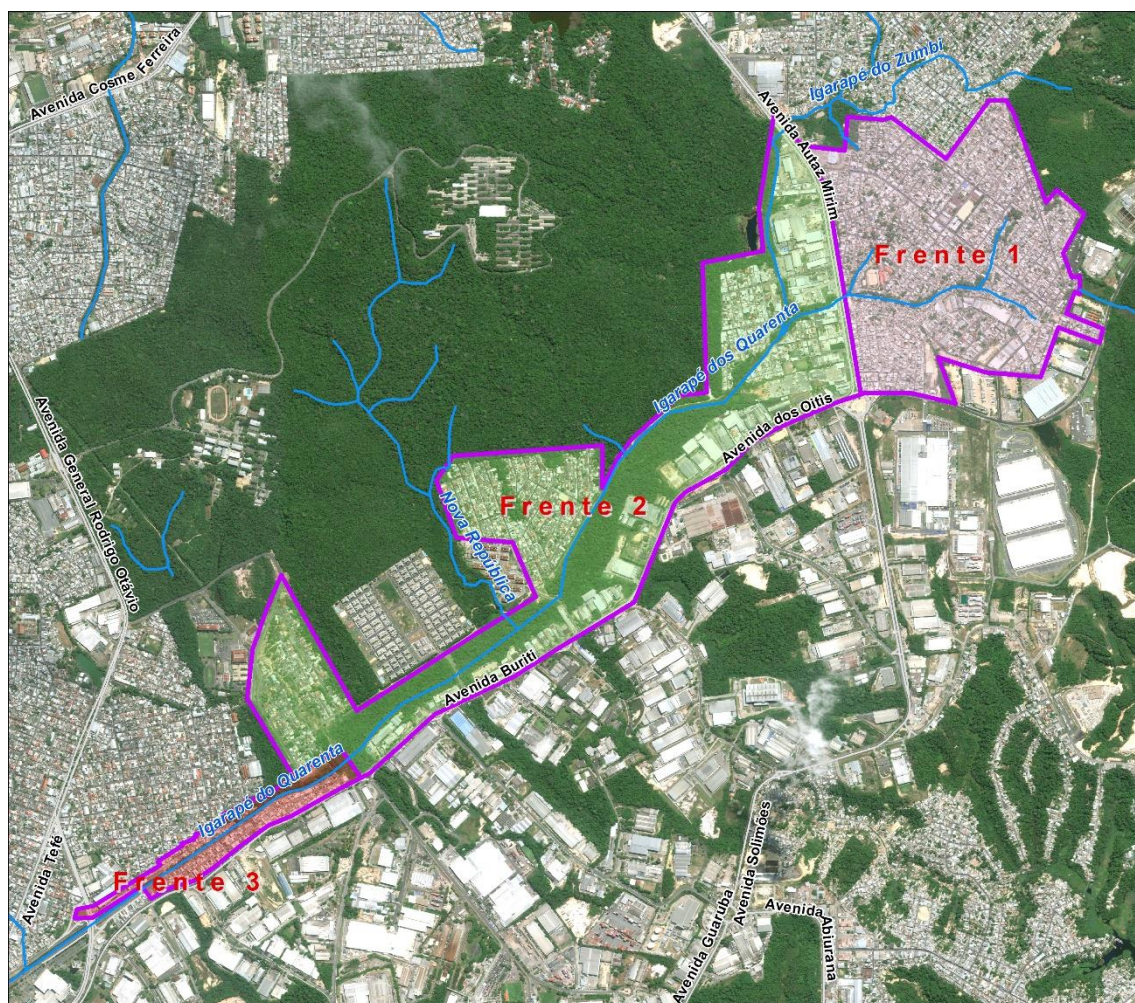 Avenida Cosme Ferreira
Igarapé do Zumbi
Avenida Autaz Mirim
Frente 1
Igarapé dos Quarenta
Avenida dos Oitis
Avenida General Rodrigo Otávio
Frente 2
Nova República
Avenida Buriti
Igarapé do Quarenta
Avenida Tefé
Frente 3
Avenida Solimões
Avenida Guaruba
Avenida Abiurana